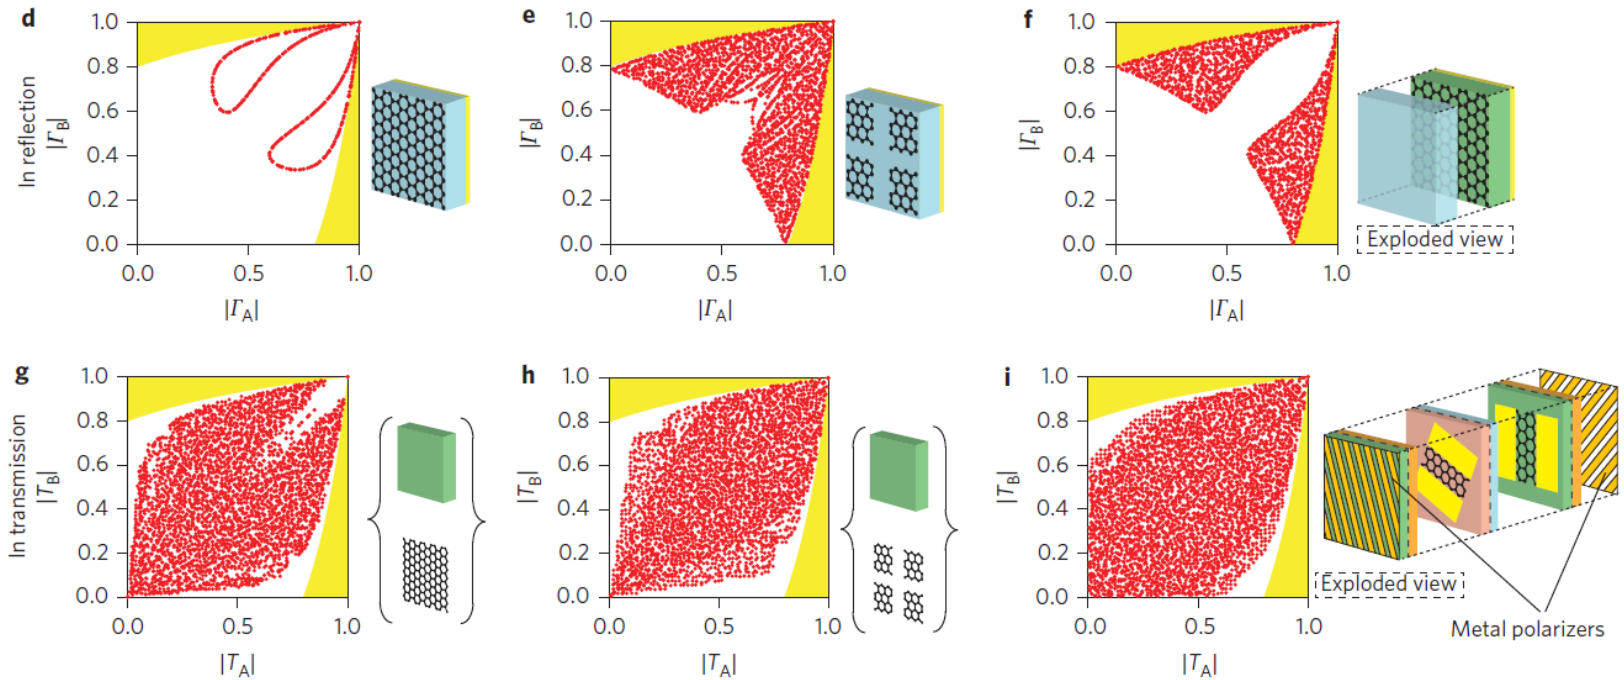 d
e
f
In reflection
|Γ_B|
1.0
0.8
0.6
0.4
0.2
0.0
0.0 0.5 1.0
|Γ_A|
|Γ_B|
1.0
0.8
0.6
0.4
0.2
0.0
0.0 0.5 1.0
|Γ_A|
|Γ_B|
1.0
0.8
0.6
0.4
0.2
0.0
0.0 0.5 1.0
|Γ_A|
Exploded view
g
h
i
In transmission
|T_B|
1.0
0.8
0.6
0.4
0.2
0.0
0.0 0.5 1.0
|T_A|
|T_B|
1.0
0.8
0.6
0.4
0.2
0.0
0.0 0.5 1.0
|T_A|
|T_B|
1.0
0.8
0.6
0.4
0.2
0.0
0.0 0.5 1.0
|T_A|
Exploded view
Metal polarizers